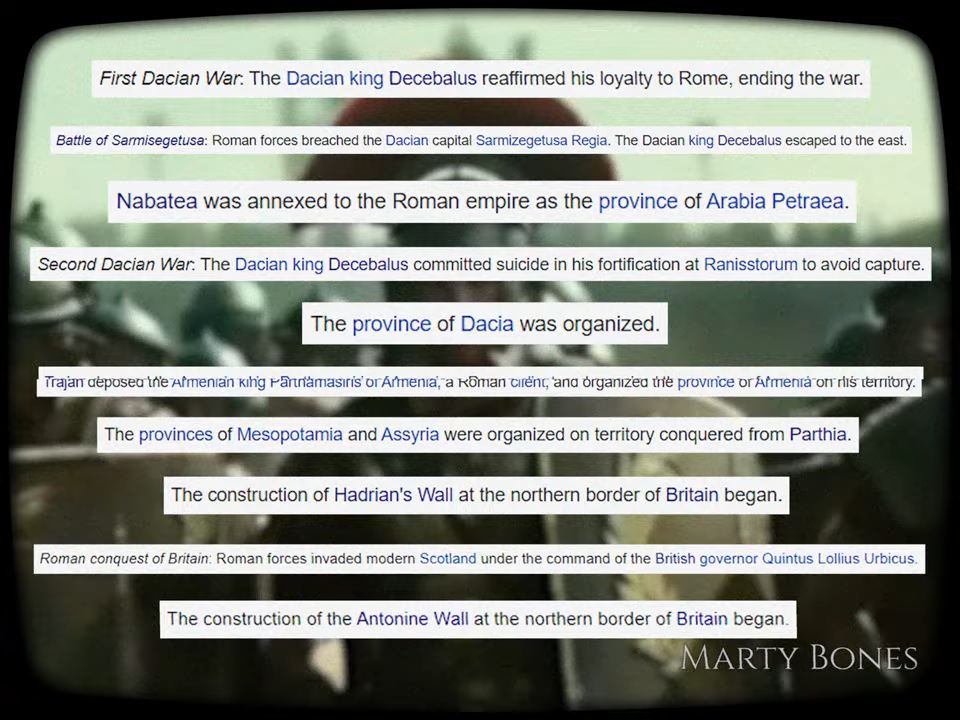 First Dacian War: The Dacian king Decebalus reaffirmed his loyalty to Rome, ending the war.
Battle of Sarmisegetusa: Roman forces breached the Dacian capital Sarmizegetusa Regia. The Dacian king Decebalus escaped to the east.
Nabatea was annexed to the Roman empire as the province of Arabia Petraea.
Second Dacian War: The Dacian king Decebalus committed suicide in his fortification at Ranisstorum to avoid capture.
The province of Dacia was organized.
Trajan deposed the Armenian king Parthamasiris of Armenia, a Roman client, and organized the province of Armenia on his territory.
The provinces of Mesopotamia and Assyria were organized on territory conquered from Parthia.
The construction of Hadrian's Wall at the northern border of Britain began.
Roman conquest of Britain: Roman forces invaded modern Scotland under the command of the British governor Quintus Lollius Urbicus.
The construction of the Antonine Wall at the northern border of Britain began.
MARTY BONES